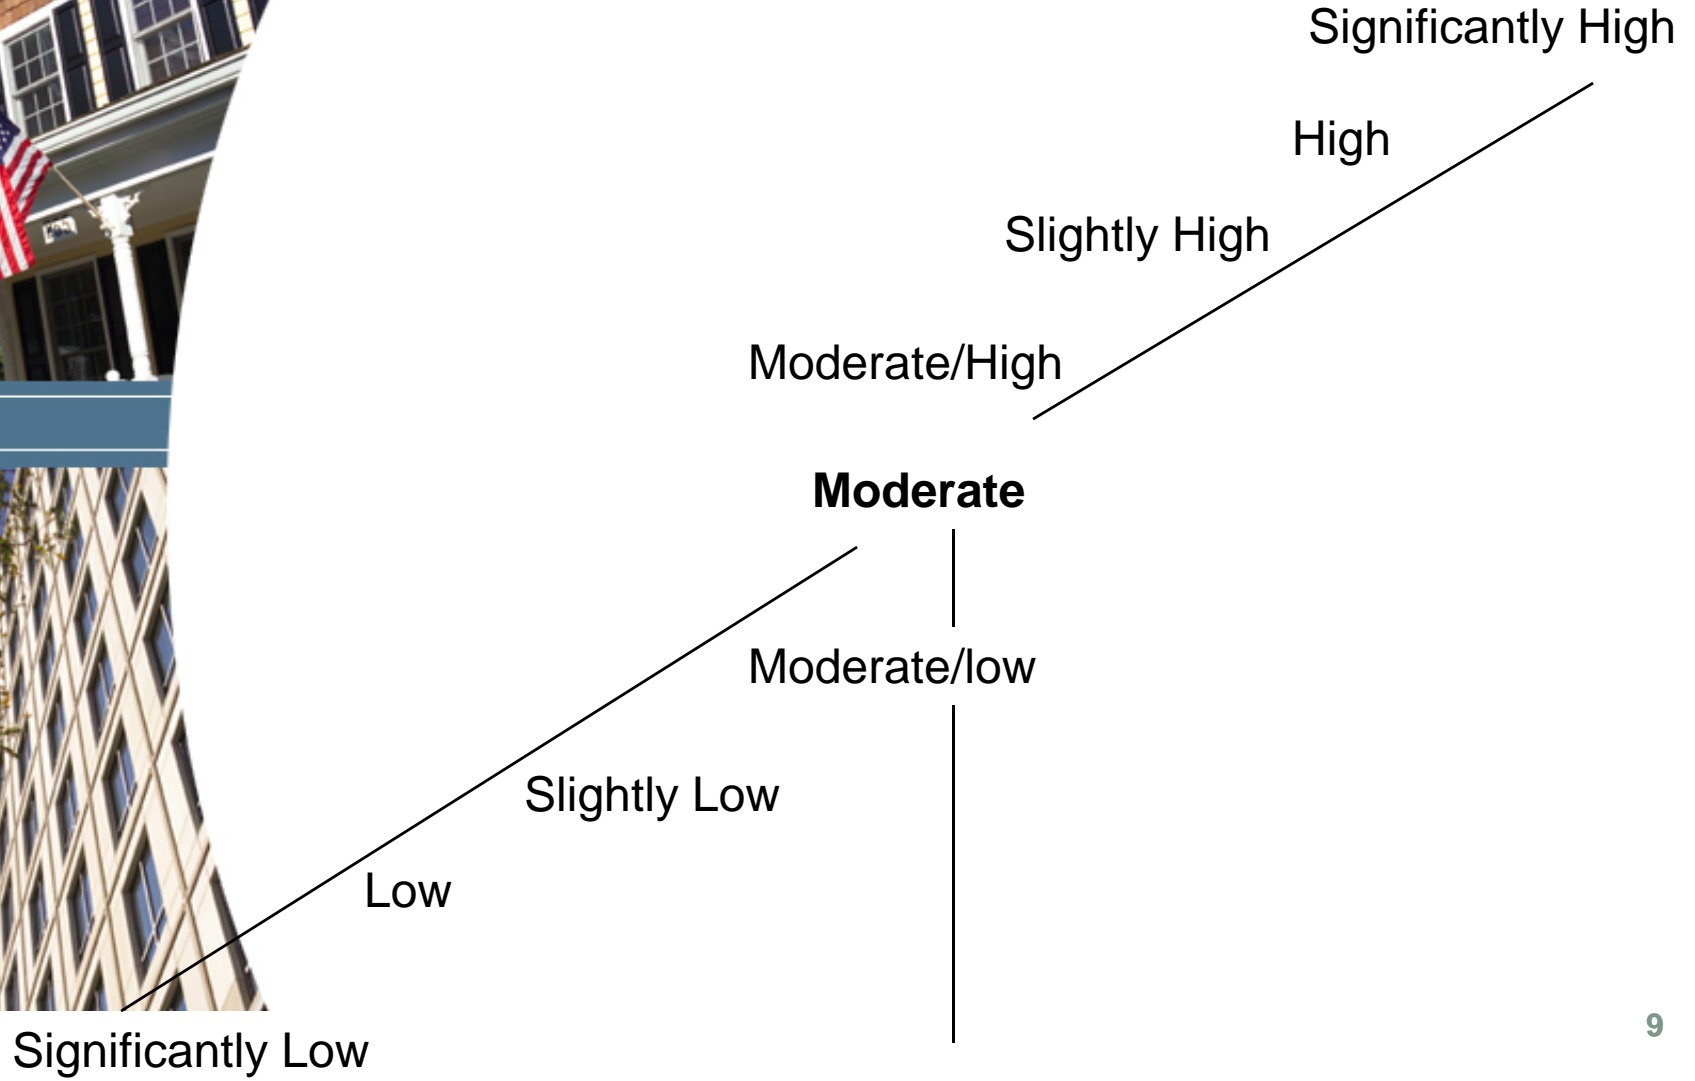 Significantly High
High
Slightly High
Moderate/High
Moderate
Moderate/low
Slightly Low
Low
Significantly Low
9